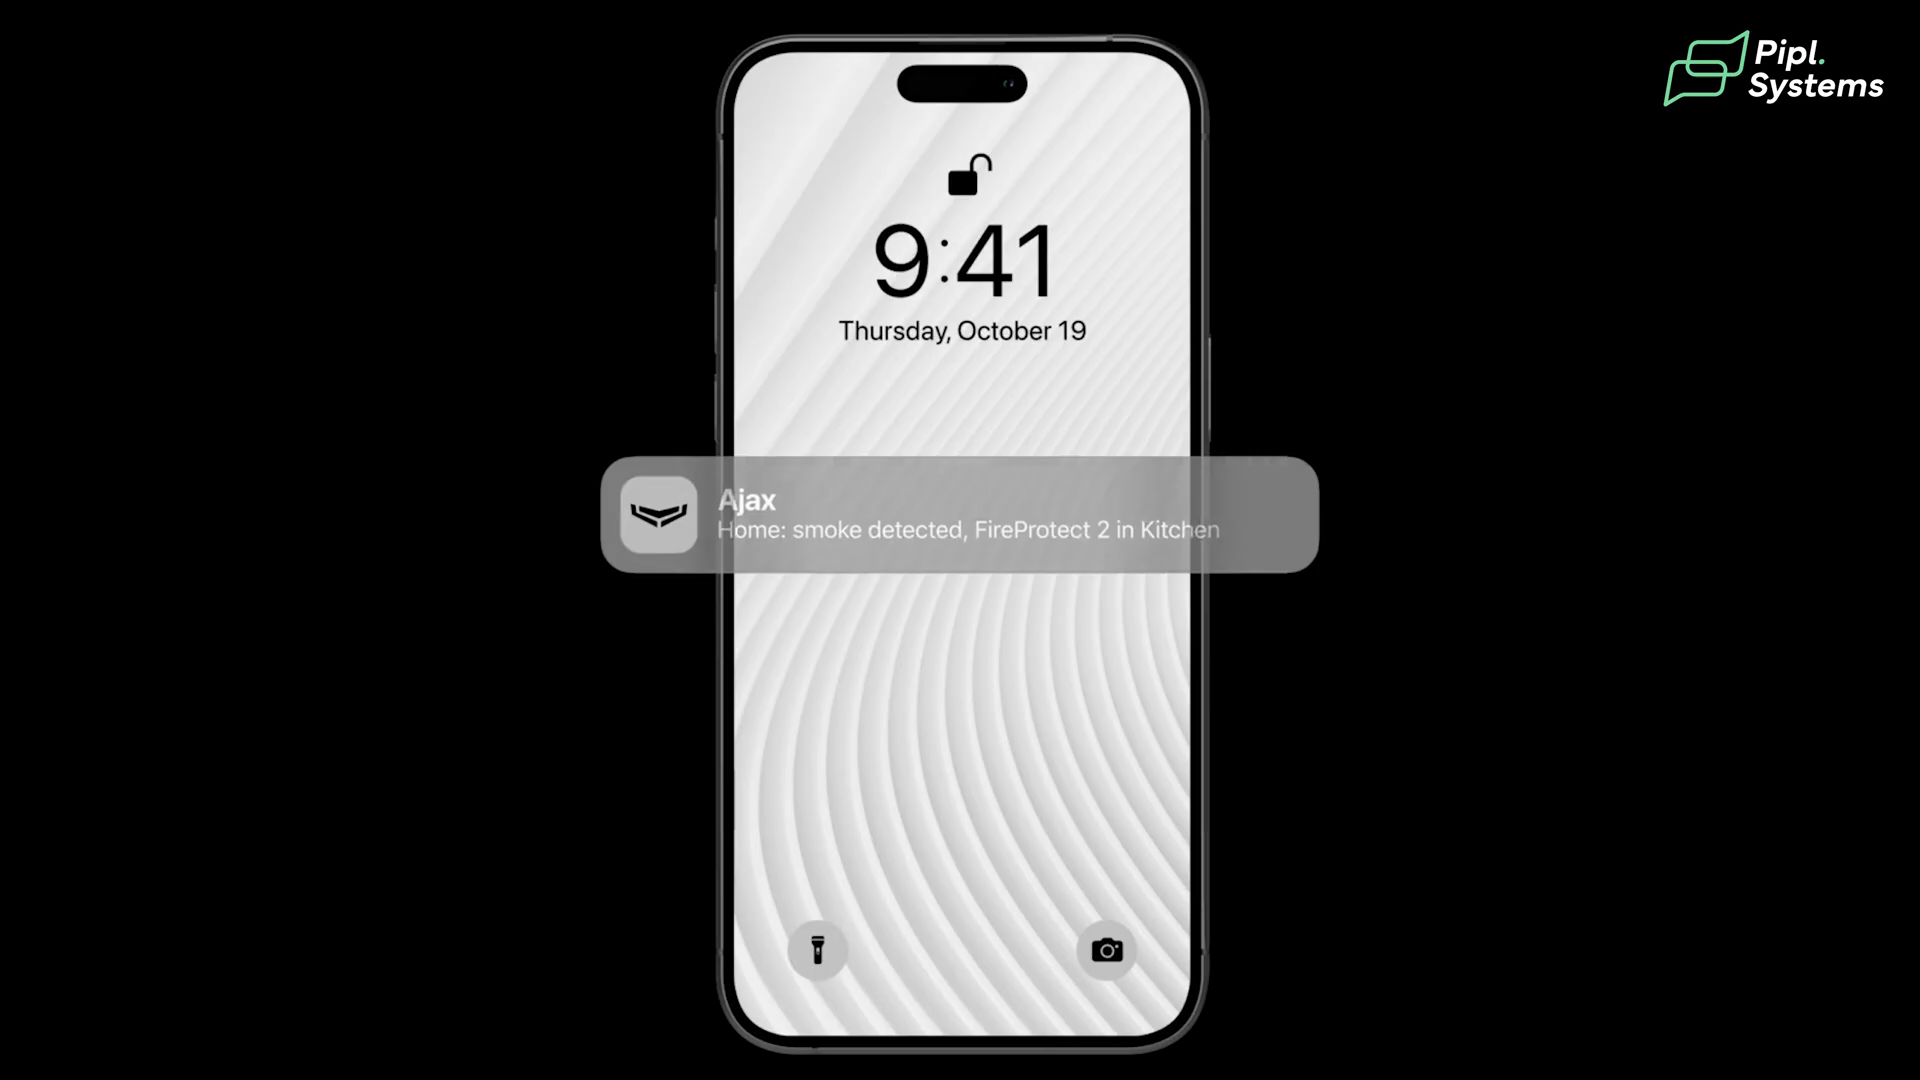 Pipl.
Systems
9:41
Thursday, October 19
Ajax
Home: smoke detected, FireProtect 2 in Kitchen